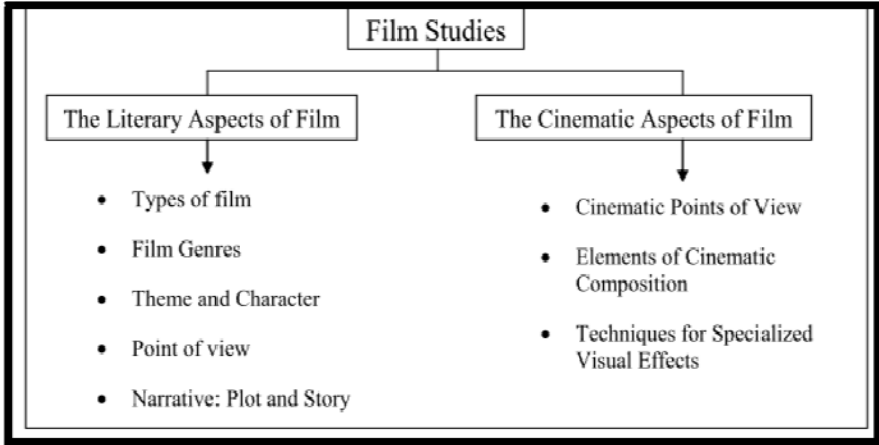 Film Studies
The Literary Aspects of Film
• Types of film
• Film Genres
• Theme and Character
• Point of view
• Narrative: Plot and Story
The Cinematic Aspects of Film
• Cinematic Points of View
• Elements of Cinematic
Composition
• Techniques for Specialized
Visual Effects